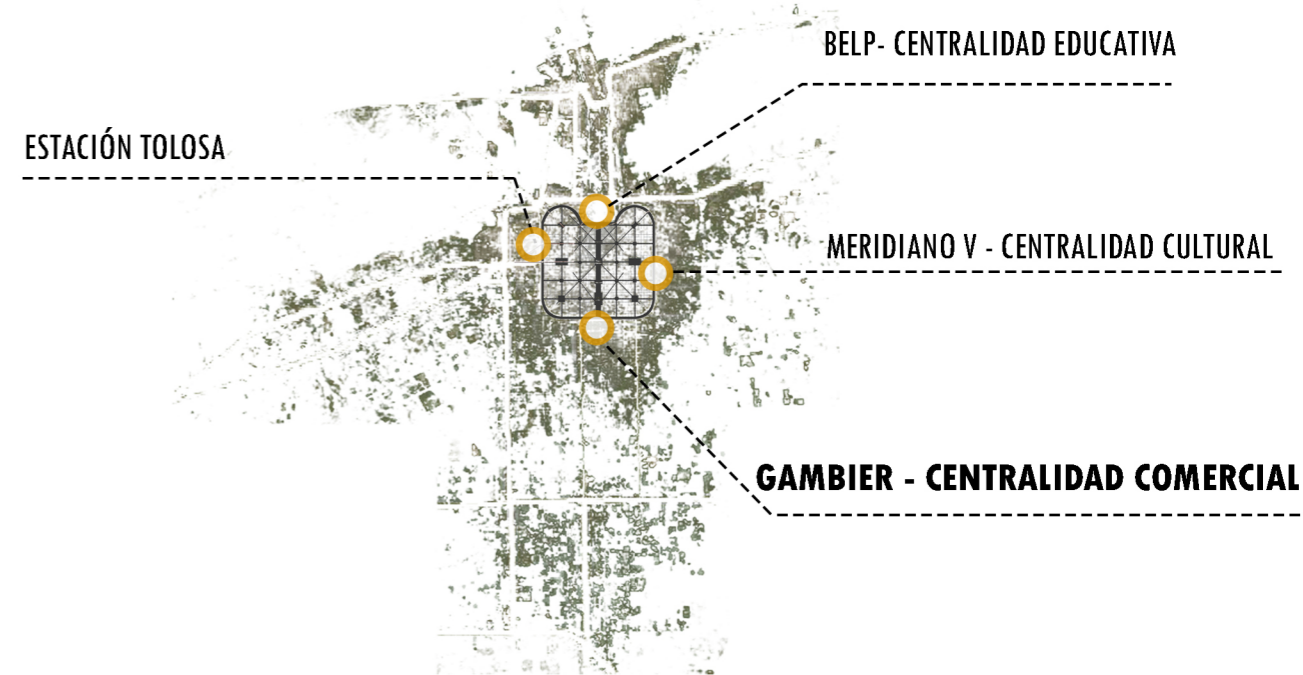 BELP- CENTRALIDAD EDUCATIVA
ESTACIÓN TOLOSA
MERIDIANO V - CENTRALIDAD CULTURAL
GAMBIER - CENTRALIDAD COMERCIAL